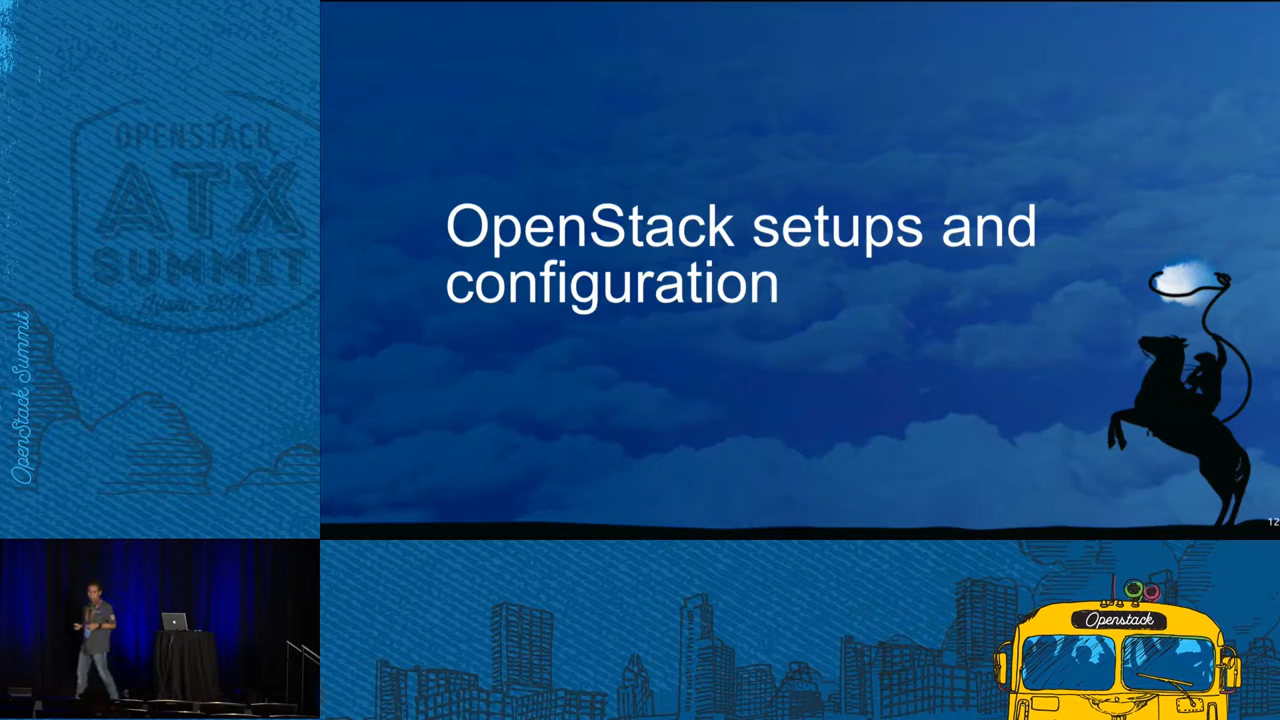 OPENSTACK
ATX
SUMMIT
OpenStack Summit
OpenStack setups and
configuration
12
Openstack